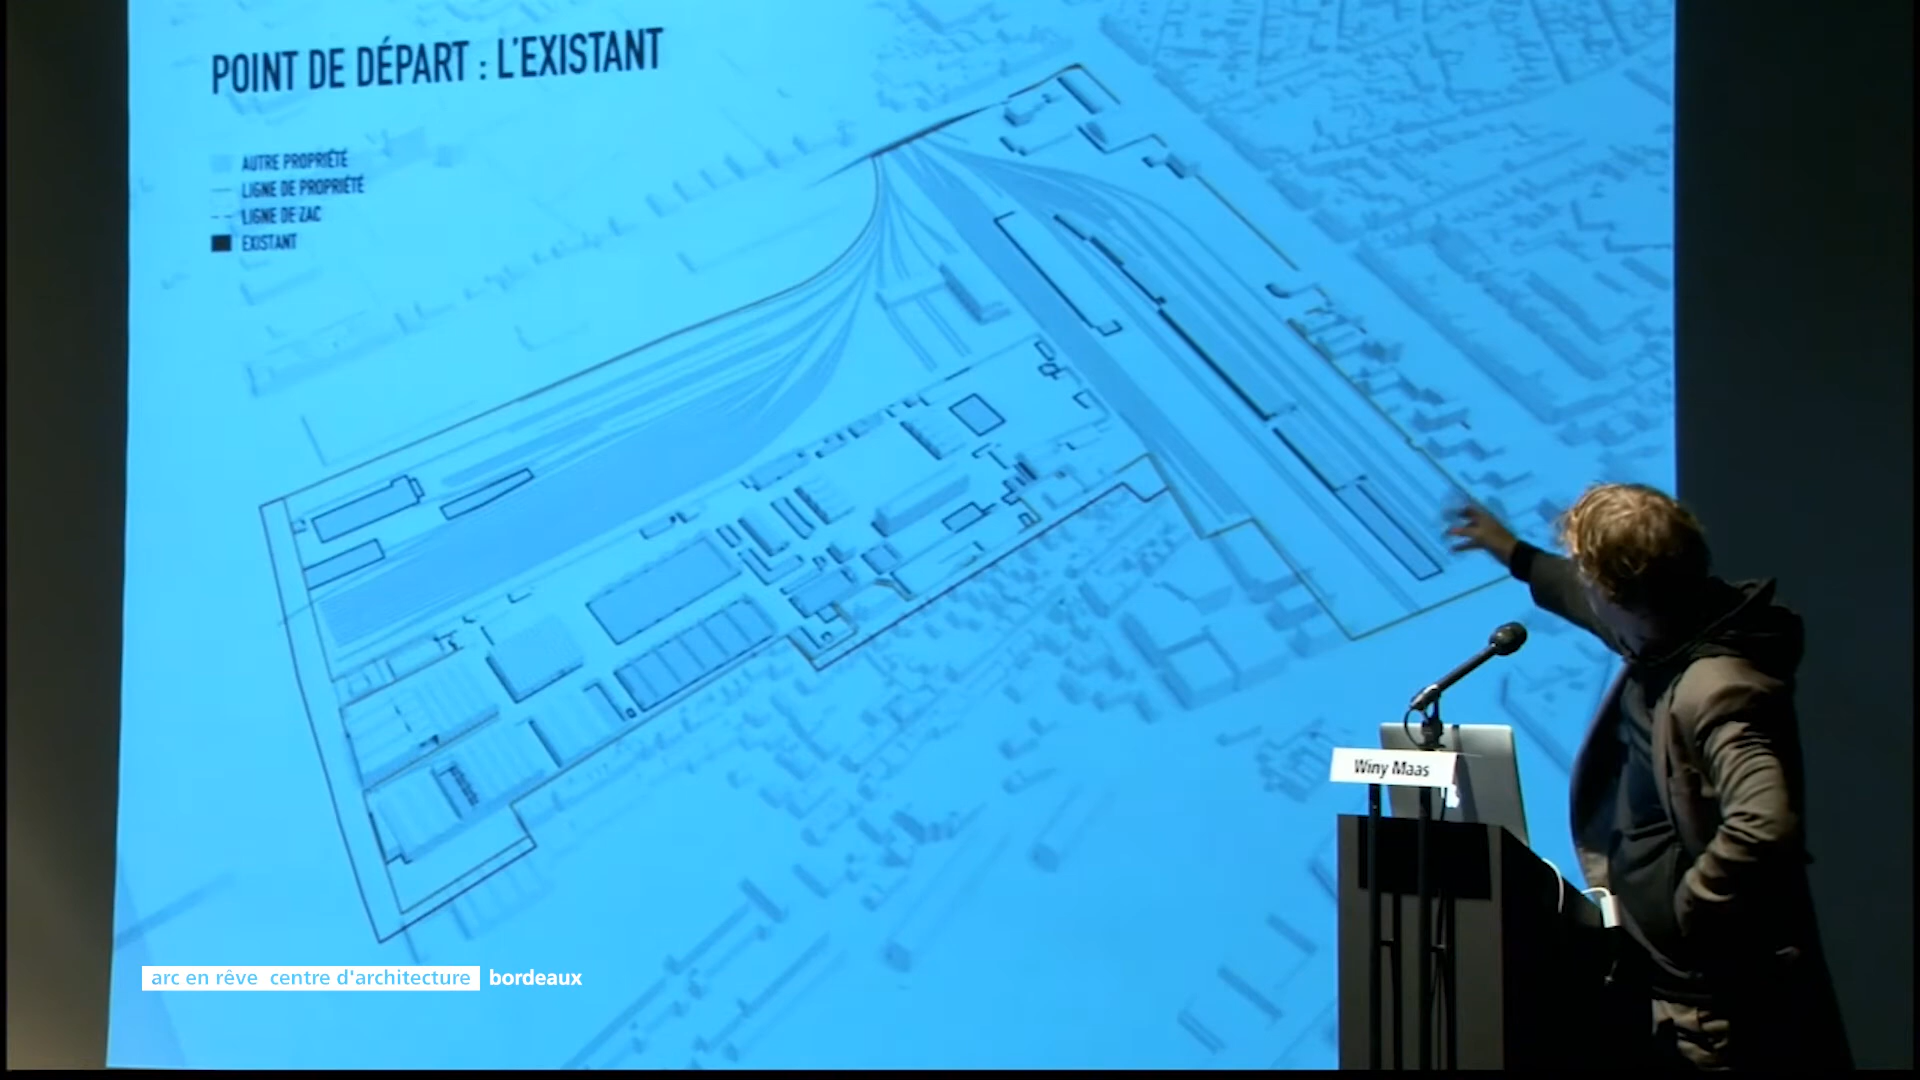 POINT DE DÉPART : L'EXISTANT
AUTRE PROPRIÉTÉ
LIGNE DE PROPRIÉTÉ
LIGNE DE ZAC
EXISTANT
Winy Maas
arc en rêve centre d'architecture bordeaux